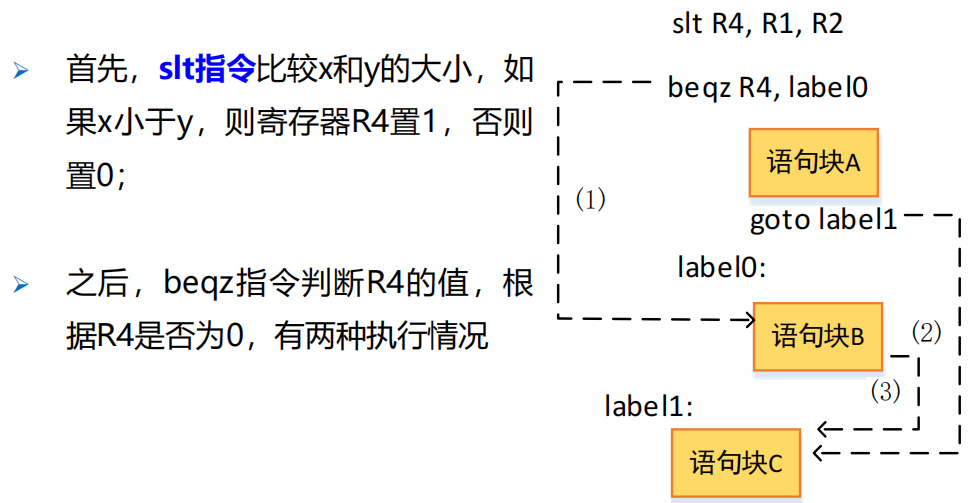 首先，slt指令比较x和y的大小，如
果x小于y，则寄存器R4置1，否则
置0；
之后，beqz指令判断R4的值，根
据R4是否为0，有两种执行情况
slt R4, R1, R2
beqz R4, label0
语句块A
(1)
goto label1
label0:
语句块B
(2)
(3)
label1:
语句块C